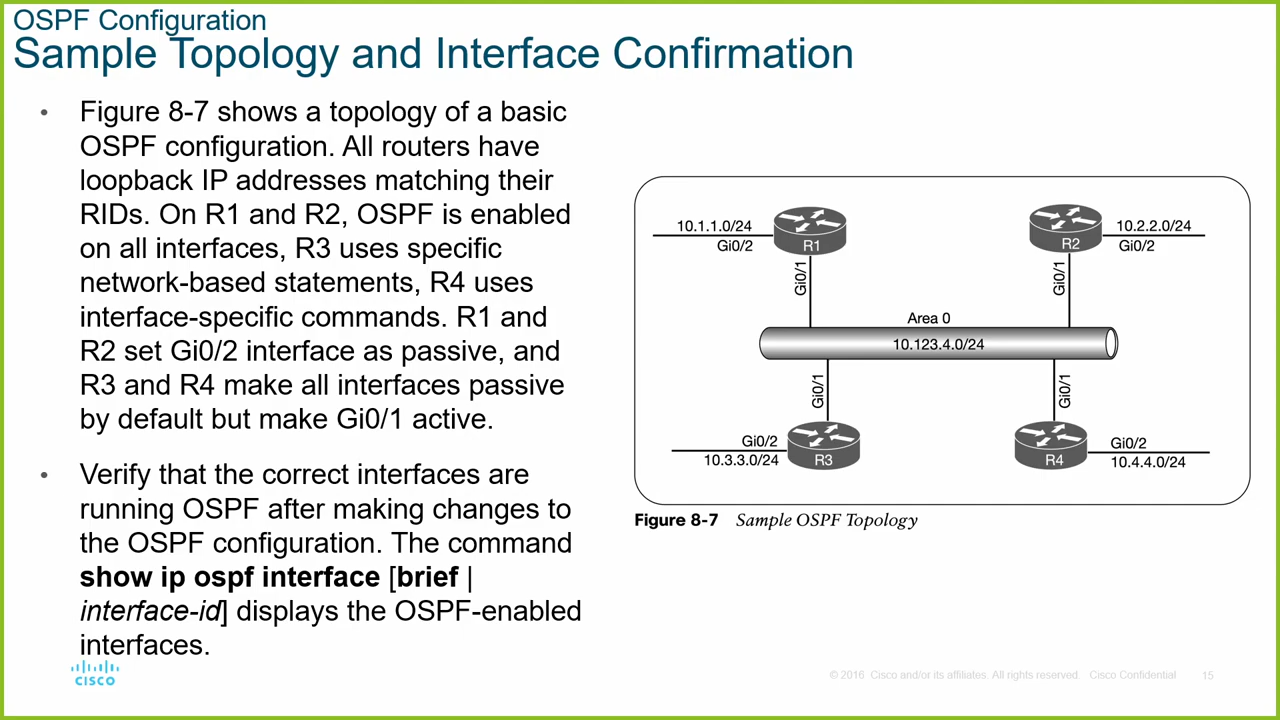 OSPF Configuration
Sample Topology and Interface Confirmation
• Figure 8-7 shows a topology of a basic
OSPF configuration. All routers have
loopback IP addresses matching their
RIDs. On R1 and R2, OSPF is enabled
on all interfaces, R3 uses specific
network-based statements, R4 uses
interface-specific commands. R1 and
R2 set Gi0/2 interface as passive, and
R3 and R4 make all interfaces passive
by default but make Gi0/1 active.
• Verify that the correct interfaces are
running OSPF after making changes to
the OSPF configuration. The command
show ip ospf interface [brief |
interface-id] displays the OSPF-enabled
interfaces.
10.1.1.0/24
Gi0/2
R1
Gi0/1
R2
10.2.2.0/24
Gi0/2
Gi0/1
Area 0
10.123.4.0/24
Gi0/1
Gi0/2
10.3.3.0/24
R3
Gi0/1
R4
Gi0/2
10.4.4.0/24
Figure 8-7 Sample OSPF Topology
CISCO
© 2016 Cisco and/or its affiliates. All rights reserved. Cisco Confidential 15